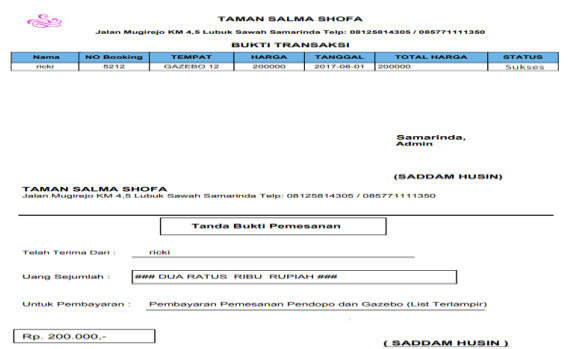 TAMAN SALMA SHOFA
Jalan Mugirejo KM 4,5 Lubuk Sawah Samarinda Telp: 08125814305 / 085771111350
BUKTI TRANSAKSI
Nama NO Booking TEMPAT HARGA TANGGAL TOTAL HARGA STATUS
ricki 5212 GAZEBO 12 200000 2017-08-01 200000 Sukses
Samarinda,
Admin
(SADDAM HUSIN)
TAMAN SALMA SHOFA
Jalan Mugirejo KM 4,5 Lubuk Sawah Samarinda Telp: 08125814305 / 085771111350
Tanda Bukti Pemesanan
Telah Terima Dari : ricki
Uang Sejumlah : ### DUA RATUS RIBU RUPIAH ###
Untuk Pembayaran : Pembayaran Pemesanan Pendopo dan Gazebo (List Terlampir)
Rp. 200.000,-
( SADDAM HUSIN )